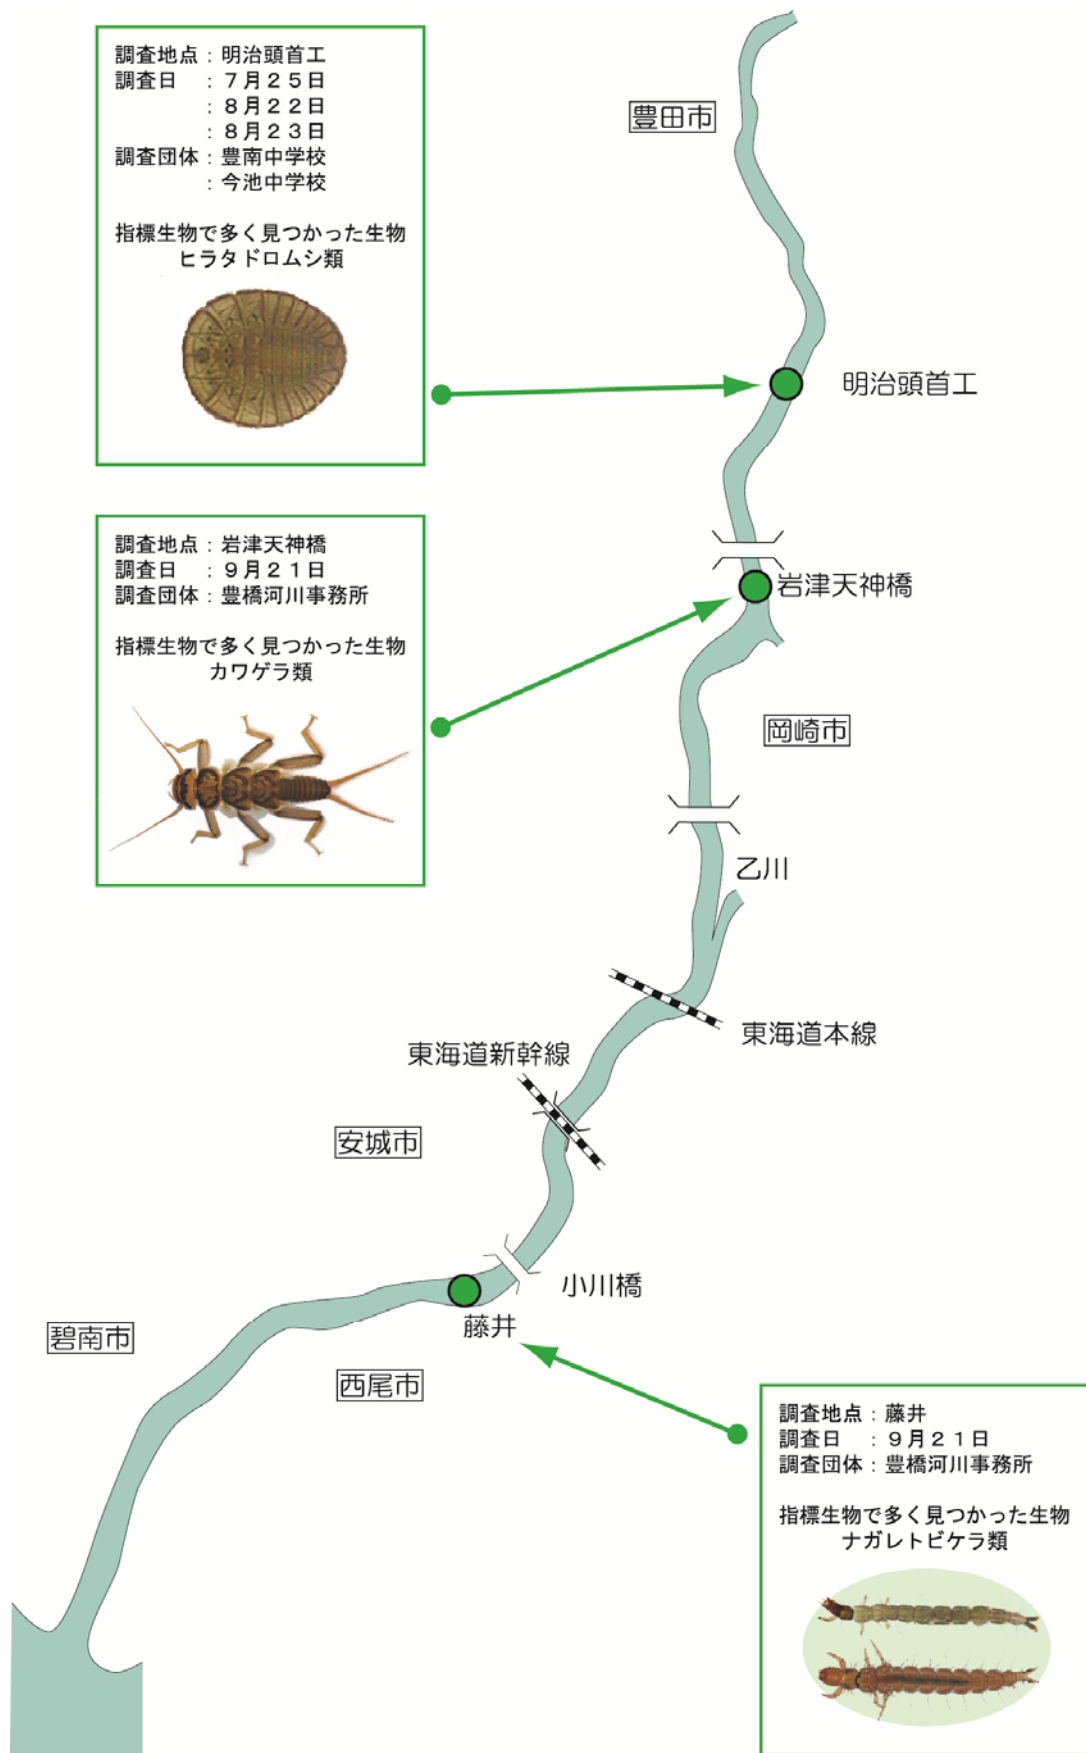 調査地点：明治頭首工
調査日　：７月２５日
：８月２２日
：８月２３日
調査団体：豊南中学校
：今池中学校
指標生物で多く見つかった生物
ヒラタドロムシ類
豊田市
明治頭首工
調査地点：岩津天神橋
調査日　：９月２１日
調査団体：豊橋河川事務所
指標生物で多く見つかった生物
カワゲラ類
岩津天神橋
岡崎市
乙川
東海道本線
東海道新幹線
安城市
小川橋
藤井
碧南市
西尾市
調査地点：藤井
調査日　：９月２１日
調査団体：豊橋河川事務所
指標生物で多く見つかった生物
ナガレトビケラ類